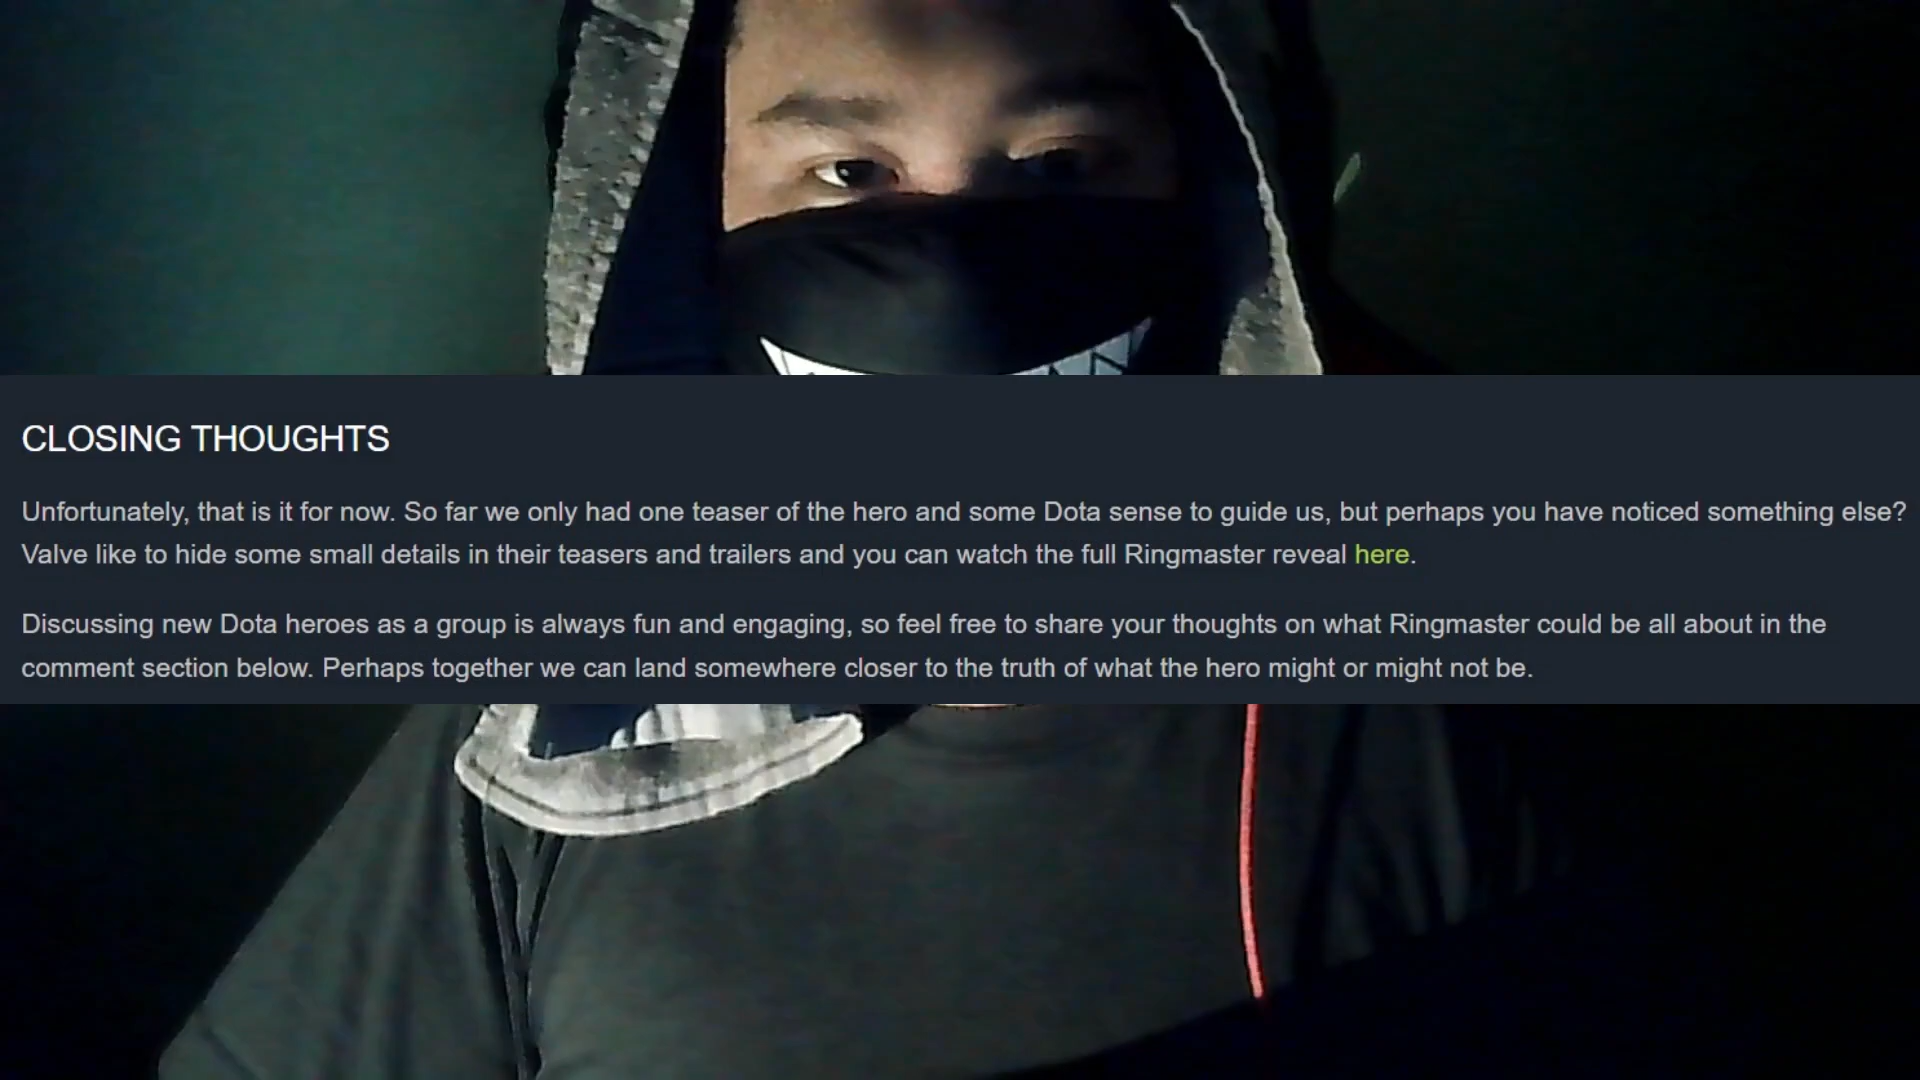 CLOSING THOUGHTS
Unfortunately, that is it for now. So far we only had one teaser of the hero and some Dota sense to guide us, but perhaps you have noticed something else?
Valve like to hide some small details in their teasers and trailers and you can watch the full Ringmaster reveal here.
Discussing new Dota heroes as a group is always fun and engaging, so feel free to share your thoughts on what Ringmaster could be all about in the
comment section below. Perhaps together we can land somewhere closer to the truth of what the hero might or might not be.